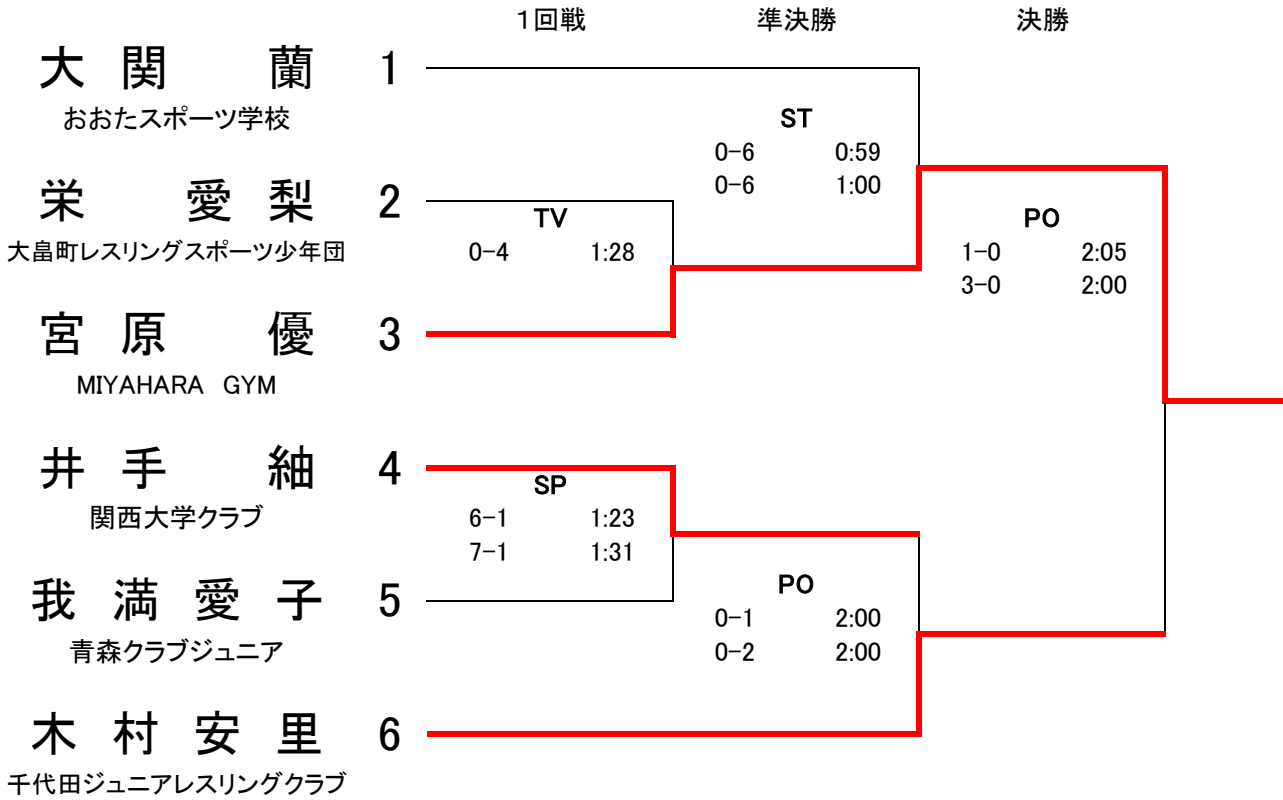 1回戦 準決勝 決勝
大関 蘭 1
おおたスポーツ学校
ST
0-6 0:59
0-6 1:00
栄 愛梨 2
大畠町レスリングスポーツ少年団
TV
0-4 1:28
PO
1-0 2:05
3-0 2:00
宮原 優 3
MIYAHARA GYM
井手 紬 4
関西大学クラブ
SP
6-1 1:23
7-1 1:31
我満愛子 5
青森クラブジュニア
PO
0-1 2:00
0-2 2:00
木村安里 6
千代田ジュニアレスリングクラブ